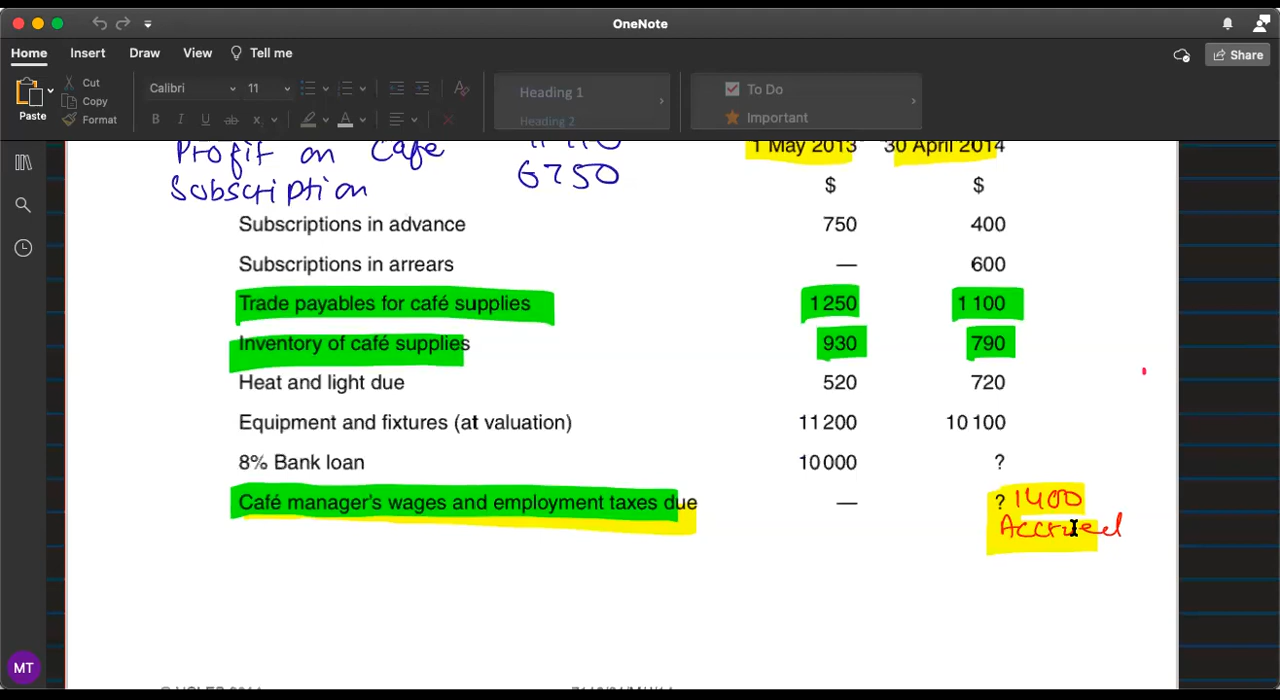 OneNote
Home Insert Draw View Tell me
Share
Paste
Cut
Copy
Format
Calibri 11
B I U ab x A
Heading 1
Heading 2
To Do
Important
Profit on Café
1 May 2013 30 April 2014
Subscription 6750
$ $
Subscriptions in advance 750 400
Subscriptions in arrears — 600
Trade payables for café supplies 1 250 1 100
Inventory of café supplies 930 790
Heat and light due 520 720
Equipment and fixtures (at valuation) 11 200 10 100
8% Bank loan 10 000 ?
Café manager's wages and employment taxes due — ? 1400
Accrued
MT